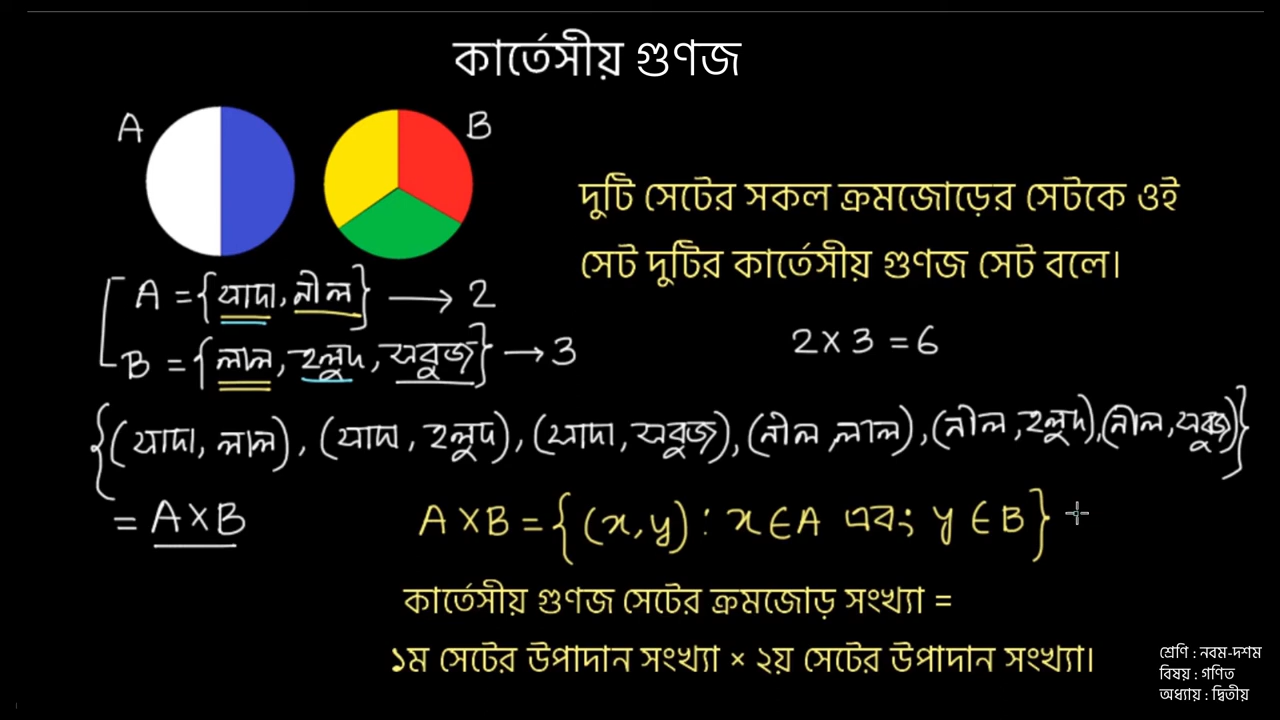 কার্তেসীয় গুণজ
A
B
দুটি সেটের সকল ক্রমজোড়ের সেটকে ওই
সেট দুটির কার্তেসীয় গুণজ সেট বলে।
A = {সাদা, নীল} → 2
B = {লাল, হলুদ, সবুজ} → 3
2 × 3 = 6
{(সাদা, লাল), (সাদা, হলুদ), (সাদা, সবুজ), (নীল, লাল), (নীল, হলুদ), (নীল, সবুজ)}
= A × B
A × B = {(x, y) : x ∈ A এবং y ∈ B}
কার্তেসীয় গুণজ সেটের ক্রমজোড় সংখ্যা =
১ম সেটের উপাদান সংখ্যা × ২য় সেটের উপাদান সংখ্যা।
শ্রেণি : নবম-দশম
বিষয় : গণিত
অধ্যায় : দ্বিতীয়